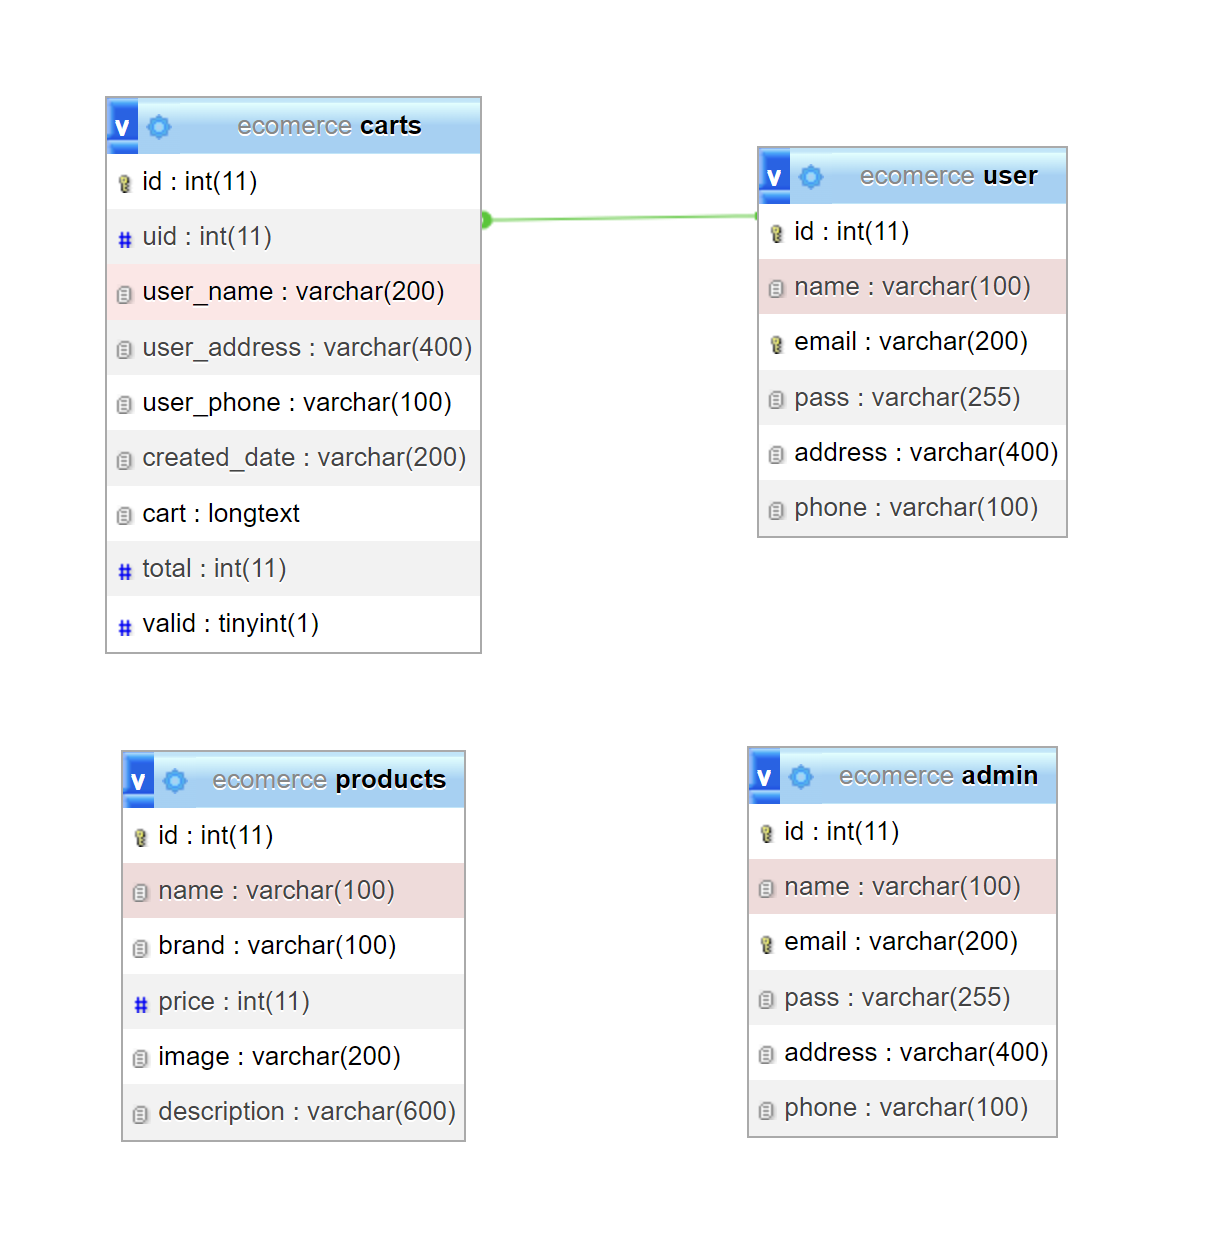 v ecomerce carts
id : int(11)
# uid : int(11)
user_name : varchar(200)
user_address : varchar(400)
user_phone : varchar(100)
created_date : varchar(200)
cart : longtext
# total : int(11)
# valid : tinyint(1)
v ecomerce user
id : int(11)
name : varchar(100)
email : varchar(200)
pass : varchar(255)
address : varchar(400)
phone : varchar(100)
v ecomerce products
id : int(11)
name : varchar(100)
brand : varchar(100)
# price : int(11)
image : varchar(200)
description : varchar(600)
v ecomerce admin
id : int(11)
name : varchar(100)
email : varchar(200)
pass : varchar(255)
address : varchar(400)
phone : varchar(100)